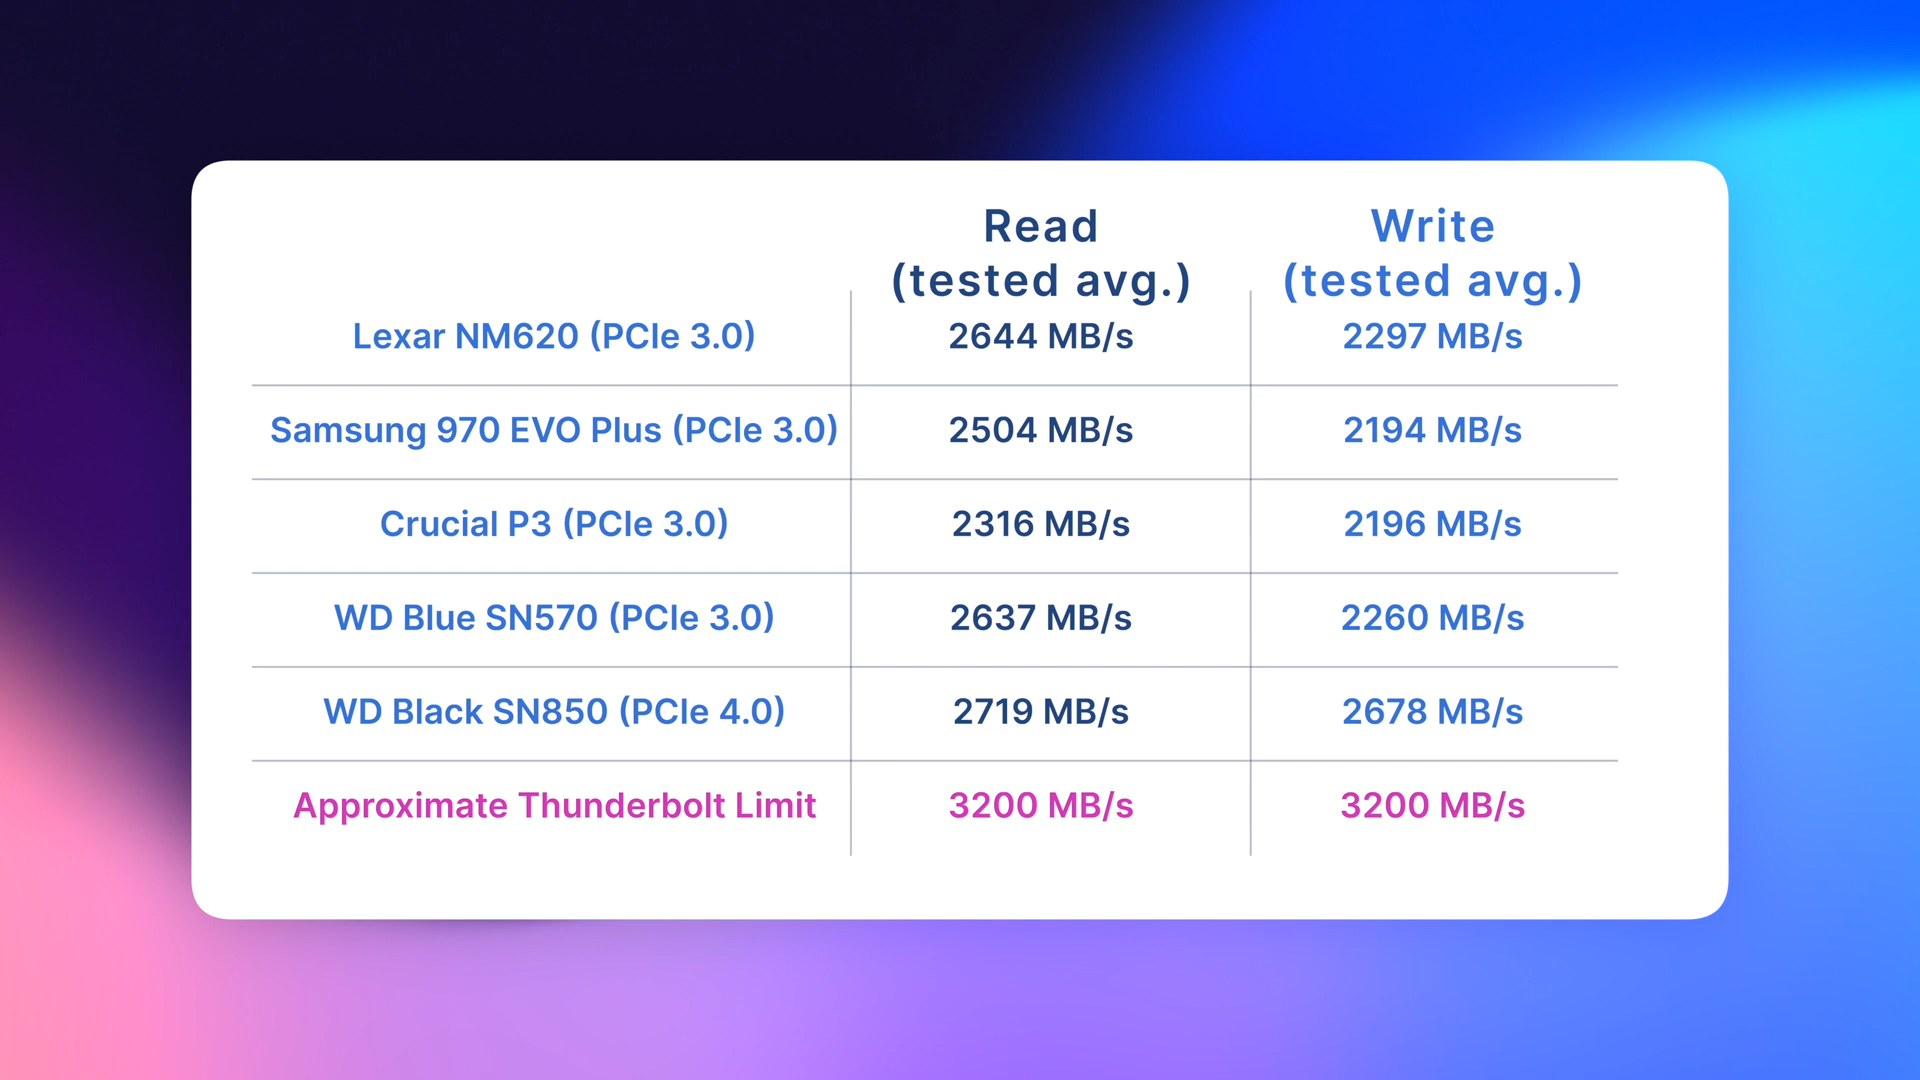 Read
(tested avg.)
Write
(tested avg.)
Lexar NM620 (PCIe 3.0) 2644 MB/s 2297 MB/s
Samsung 970 EVO Plus (PCIe 3.0) 2504 MB/s 2194 MB/s
Crucial P3 (PCIe 3.0) 2316 MB/s 2196 MB/s
WD Blue SN570 (PCIe 3.0) 2637 MB/s 2260 MB/s
WD Black SN850 (PCIe 4.0) 2719 MB/s 2678 MB/s
Approximate Thunderbolt Limit 3200 MB/s 3200 MB/s